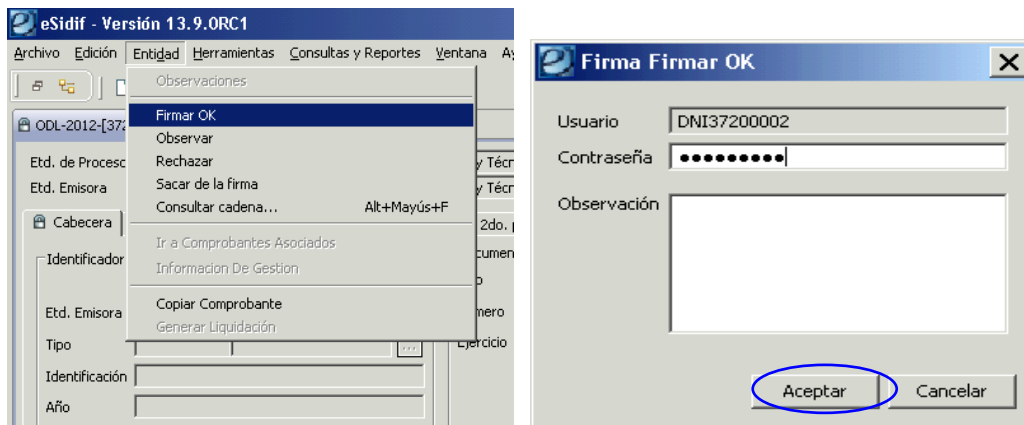 eSidif - Versión 13.9.0RC1
Archivo Edición Entidad Herramientas Consultas y Reportes Ventana
Observaciones
Firmar OK
Observar
Rechazar
Sacar de la firma
Consultar cadena... Alt+Mayús+F
Ir a Comprobantes Asociados
Informacion De Gestion
Copiar Comprobante
Generar Liquidación
ODL-2012-[372
Etd. de Proceso
y Técn
Etd. Emisora
y Técn
Cabecera
2do.
Identificador
Etd. Emisora
Tipo
...
Ejercicio
Identificación
Año
Firma Firmar OK
Usuario DNI37200002
Contraseña ●●●●●●●●●
Observación
Aceptar Cancelar